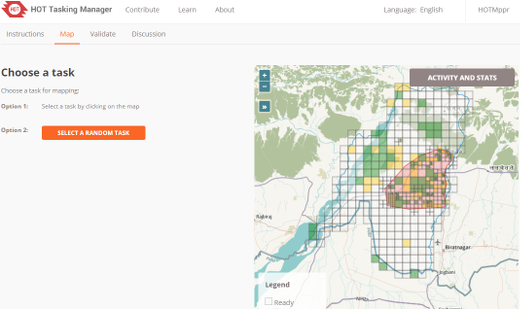 HOT
HOT Tasking Manager
Contribute
Learn
About
Language: English
HOTMppr
Instructions
Map
Validate
Discussion
Choose a task
Choose a task for mapping:
Option 1: Select a task by clicking on the map
Option 2: SELECT A RANDOM TASK
+
−
»
ACTIVITY AND STATS
Biratnagar
Jogbani
Legend
Ready